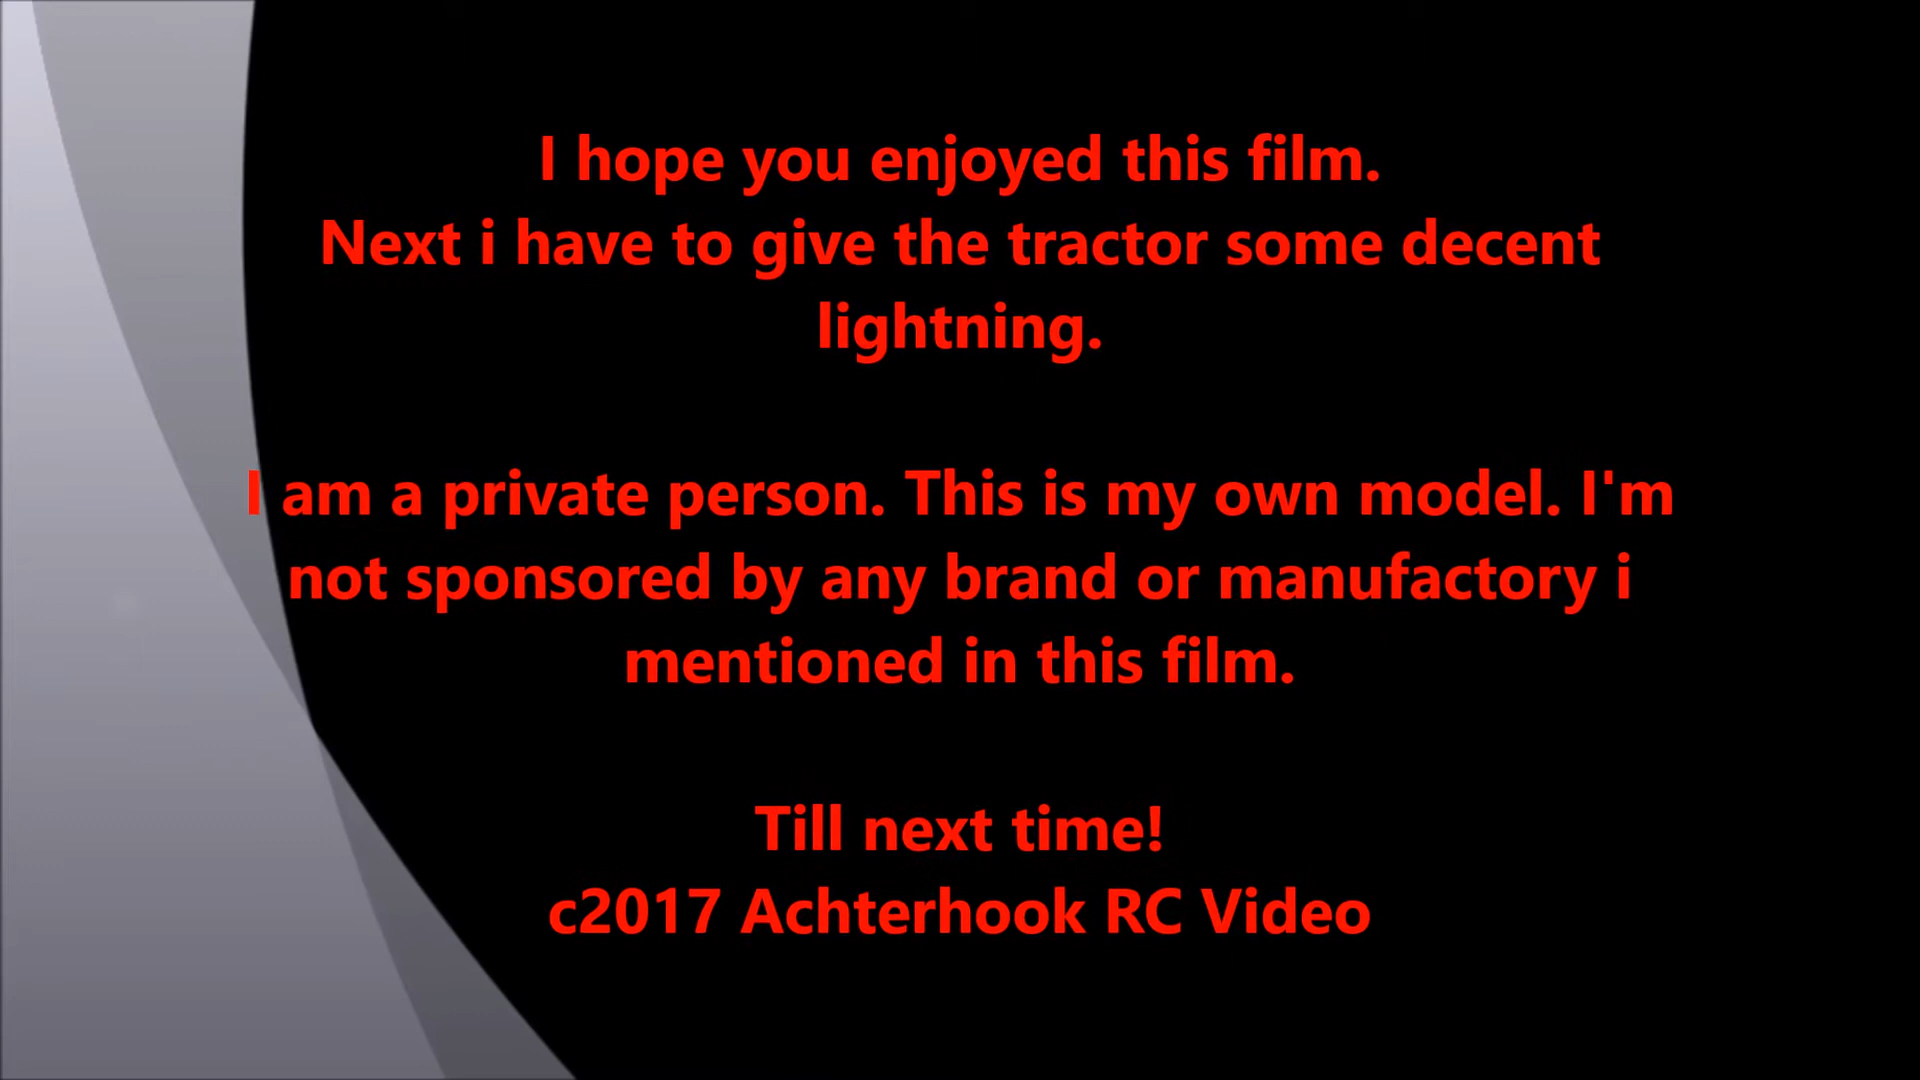 I hope you enjoyed this film.
Next i have to give the tractor some decent
lightning.
I am a private person. This is my own model. I'm
not sponsored by any brand or manufactory i
mentioned in this film.
Till next time!
c2017 Achterhook RC Video